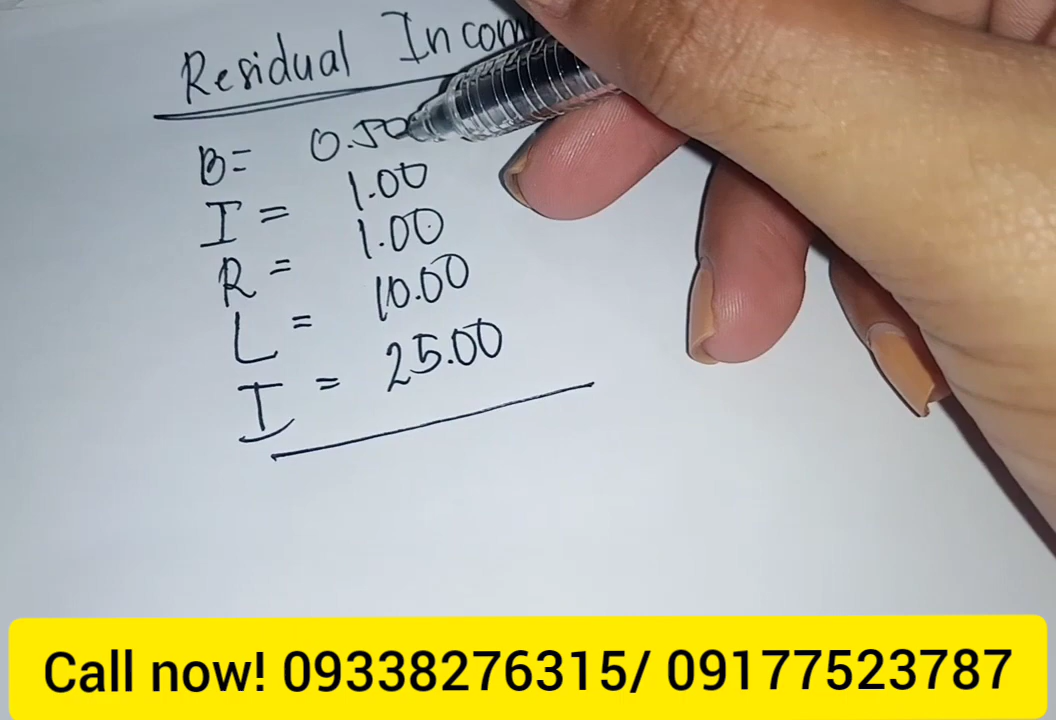 Residual Incom
B= 0.50
I = 1.00
R = 1.00
L = 10.00
I = 25.00
Call now! 09338276315/ 09177523787